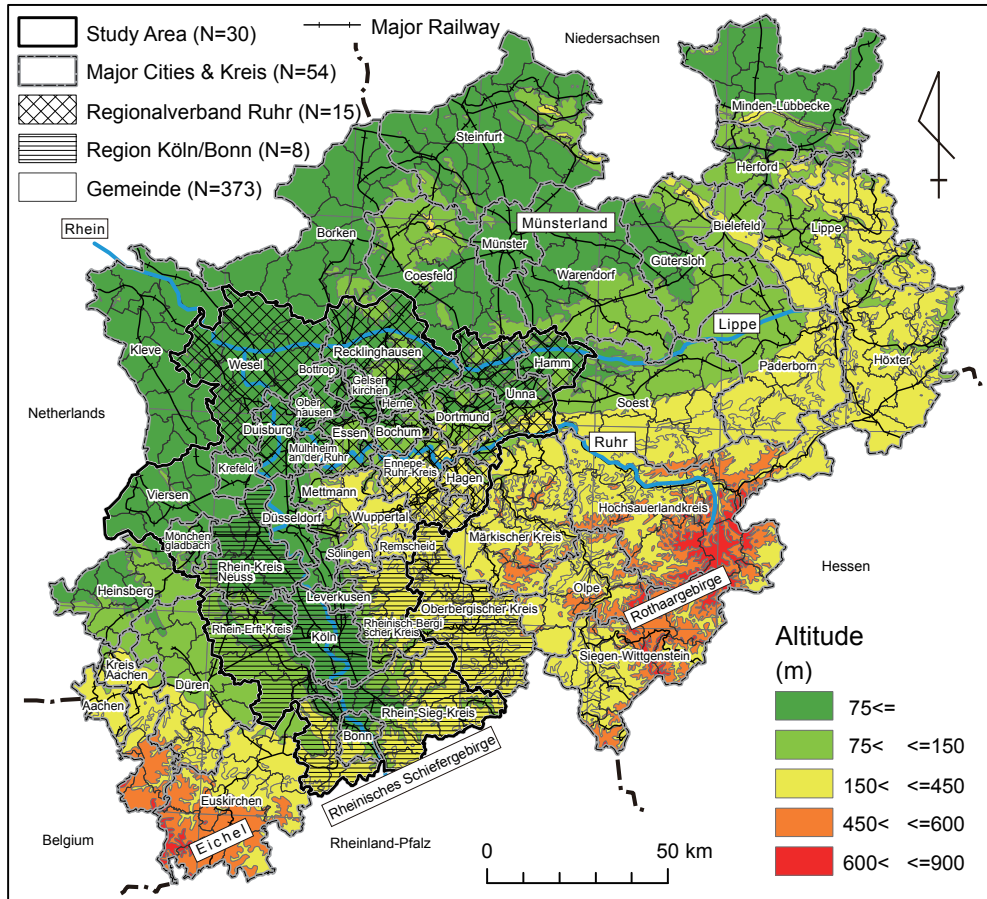 Study Area (N=30)
Major Railway
Major Cities & Kreis (N=54)
Regionalverband Ruhr (N=15)
Region Köln/Bonn (N=8)
Gemeinde (N=373)
Niedersachsen
Minden-Lübbecke
Steinfurt
Herford
Rhein
Borken
Münster
Münsterland
Bielefeld
Lippe
Coesfeld
Warendorf
Gütersloh
Lippe
Kleve
Wesel
Recklinghausen
Bottrop
Hamm
Paderborn
Höxter
Gelsen
kirchen
Herne
Unna
Ober
hausen
Dortmund
Soest
Netherlands
Duisburg
Essen
Bochum
Ruhr
Mülhheim
an der Ruhr
Ennepe-
Ruhr-Kreis
Hagen
Krefeld
Viersen
Mettmann
Hochsauerlandkreis
Düsseldorf
Wuppertal
Märkischer Kreis
Mönchen
gladbach
Solingen
Remscheid
Hessen
Rhein-Kreis
Neuss
Heinsberg
Leverkusen
Oberbergischer Kreis
Olpe
Rothaargebirge
Rhein-Erft-Kreis
Köln
Rheinisch-Bergi
scher Kreis
Siegen-Wittgenstein
Kreis
Aachen
Aachen
Düren
Rhein-Sieg-Kreis
Bonn
Rheinisches Schiefergebirge
Euskirchen
Belgium
Eichel
Rheinland-Pfalz
0 50 km
Altitude
(m)
75<=
75< <=150
150< <=450
450< <=600
600< <=900